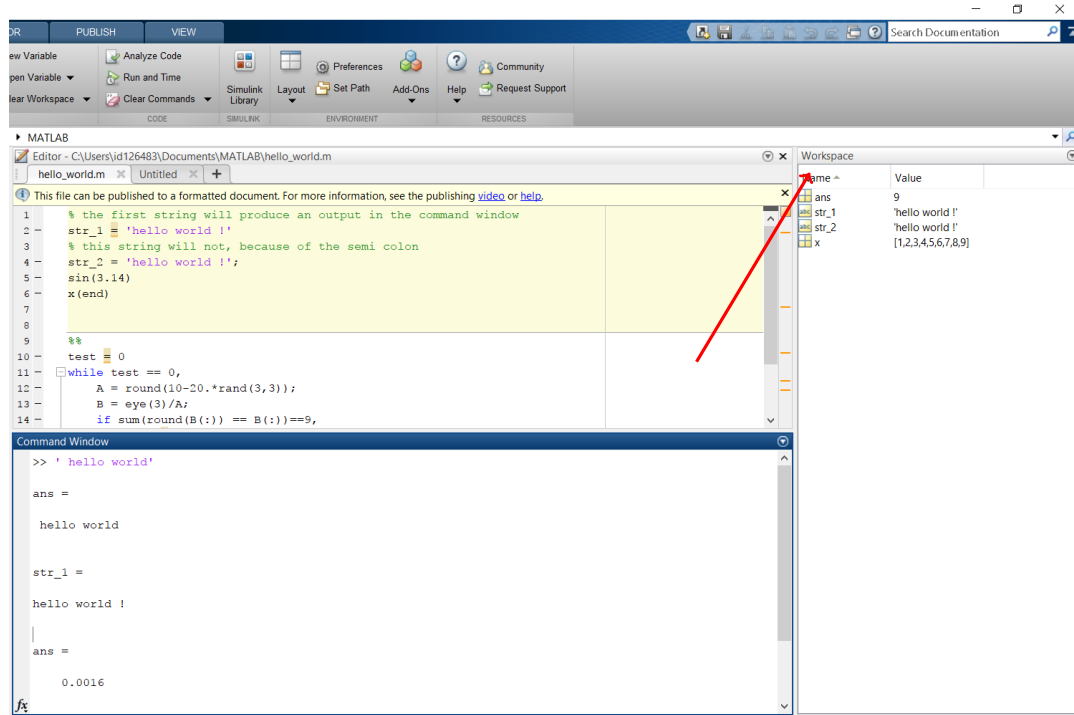 OR PUBLISH VIEW Search Documentation
ew Variable Analyze Code Preferences Community
pen Variable Run and Time Simulink Library Layout Set Path Add-Ons Help Request Support
lear Workspace Clear Commands
CODE SIMULINK ENVIRONMENT RESOURCES
MATLAB
Editor - C:\Users\id126483\Documents\MATLAB\hello_world.m
hello_world.m Untitled +
This file can be published to a formatted document. For more information, see the publishing video or help.
1 % the first string will produce an output in the command window
2 - str_1 = 'hello world !'
3 % this string will not, because of the semi colon
4 - str_2 = 'hello world !';
5 - sin(3.14)
6 - x(end)
7
8
9 %%
10 - test = 0
11 - while test == 0,
12 - A = round(10-20.*rand(3,3));
13 - B = eye(3)/A;
14 - if sum(round(B(:)) == B(:))==9,
Workspace
Name Value
ans 9
str_1 'hello world !'
str_2 'hello world !'
x [1,2,3,4,5,6,7,8,9]
Command Window
>> ' hello world'
ans =
hello world
str_1 =
hello world !
ans =
0.0016
fx